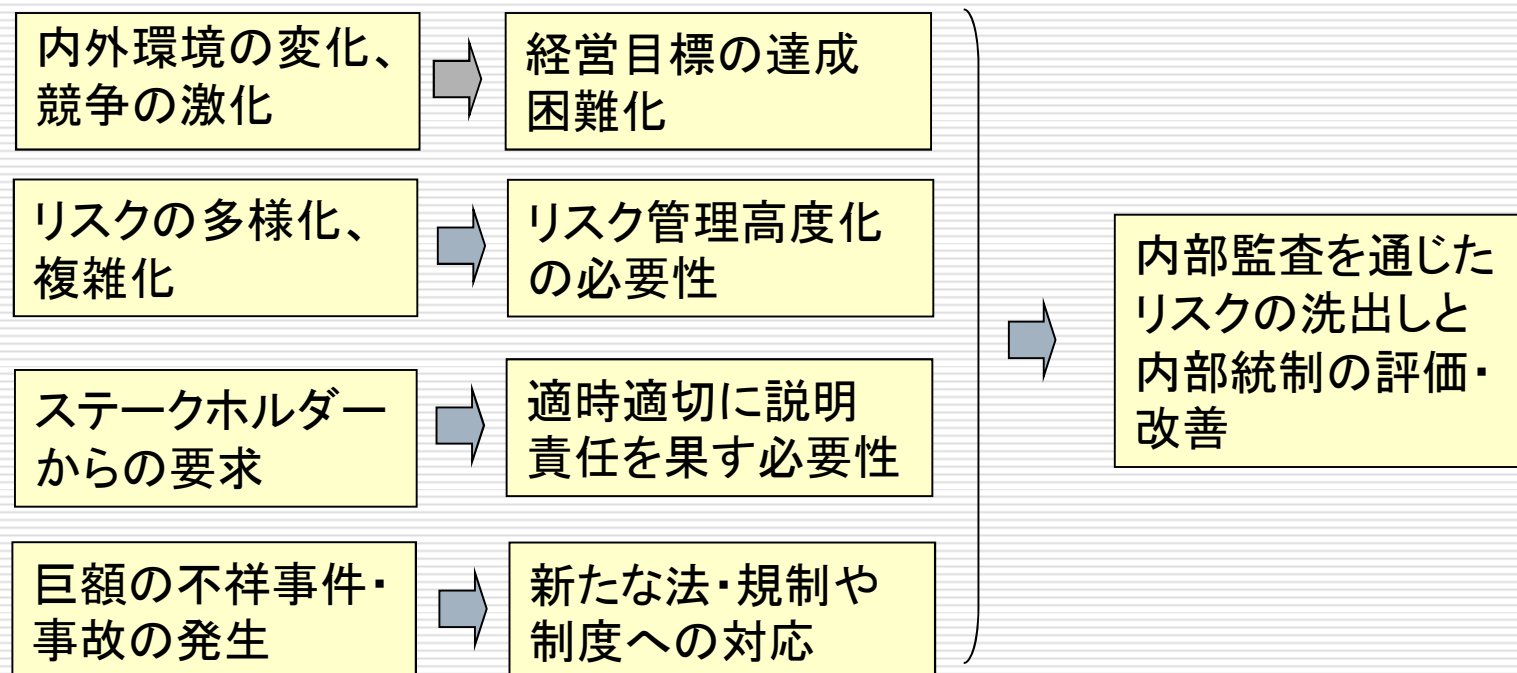 内外環境の変化、
競争の激化
経営目標の達成
困難化
リスクの多様化、
複雑化
リスク管理高度化
の必要性
ステークホルダー
からの要求
適時適切に説明
責任を果す必要性
巨額の不祥事件・
事故の発生
新たな法・規制や
制度への対応
内部監査を通じた
リスクの洗出しと
内部統制の評価・
改善